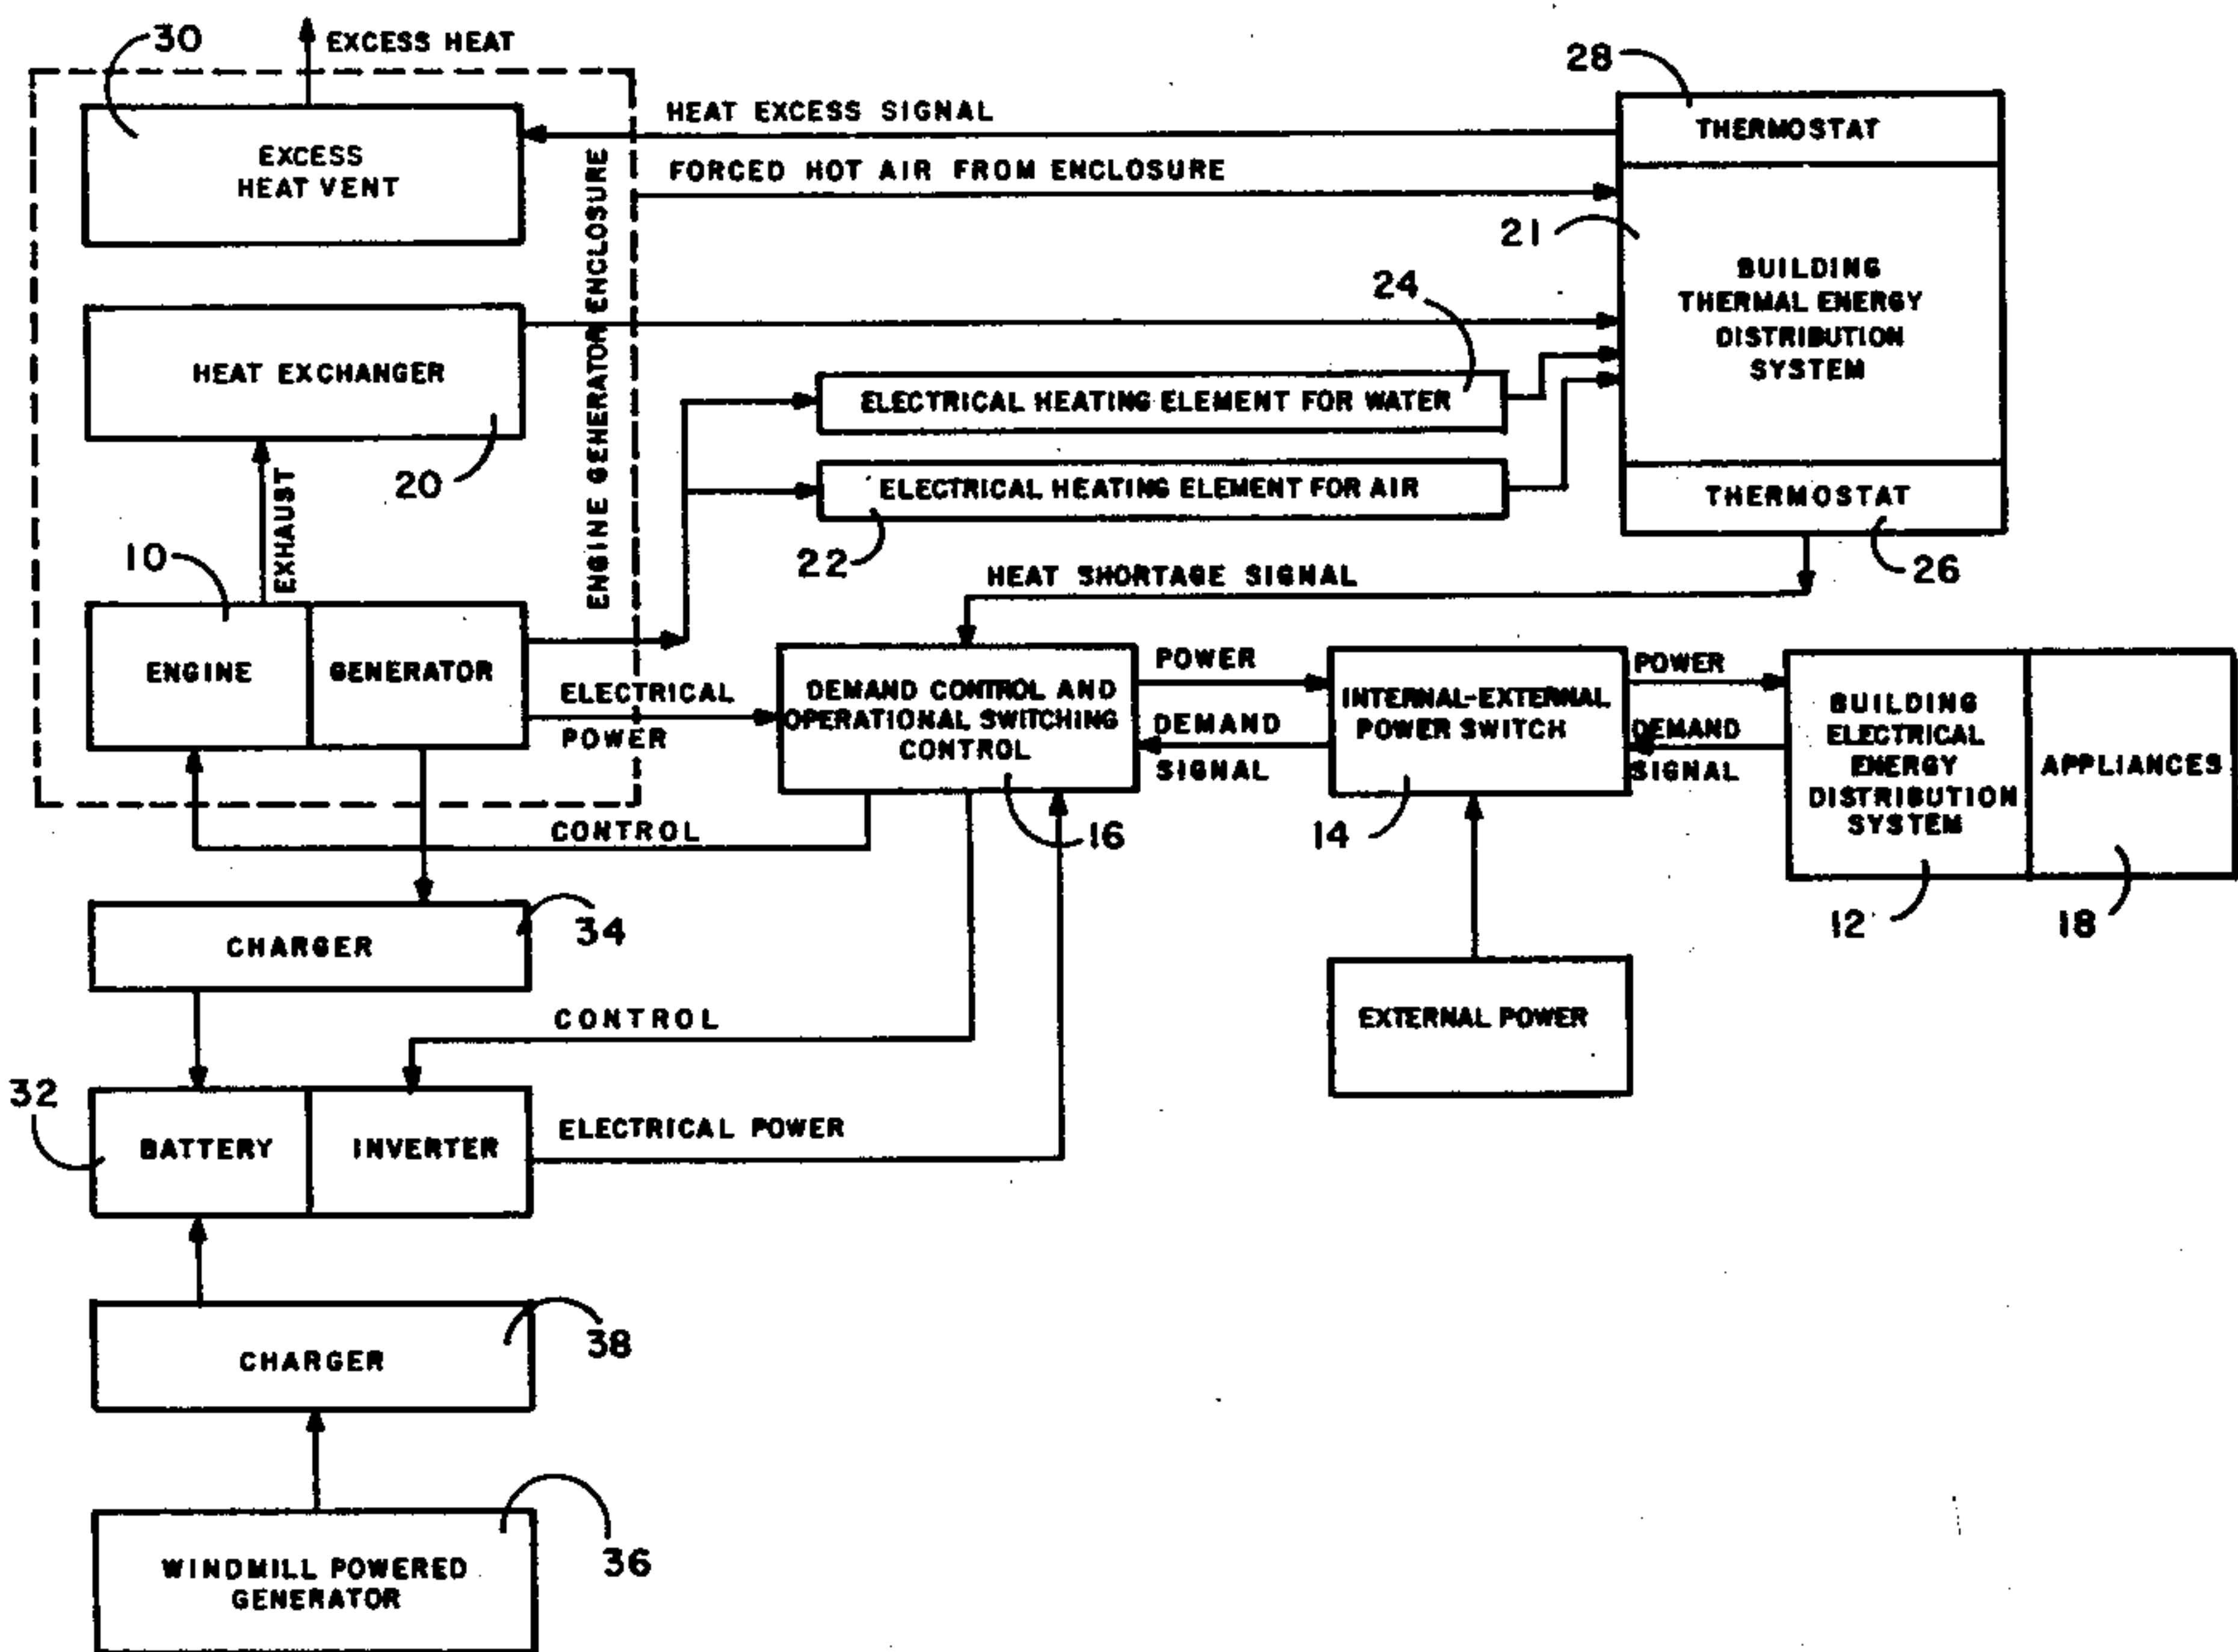 30
EXCESS HEAT
28
HEAT EXCESS SIGNAL
THERMOSTAT
EXCESS
HEAT VENT
FORCED HOT AIR FROM ENCLOSURE
ENGINE GENERATOR ENCLOSURE
21
BUILDING
THERMAL ENERGY
DISTRIBUTION
SYSTEM
24
HEAT EXCHANGER
20
ELECTRICAL HEATING ELEMENT FOR WATER
ELECTRICAL HEATING ELEMENT FOR AIR
22
THERMOSTAT
26
EXHAUST
10
HEAT SHORTAGE SIGNAL
ENGINE
GENERATOR
ELECTRICAL
POWER
DEMAND CONTROL AND
OPERATIONAL SWITCHING
CONTROL
16
POWER
DEMAND
SIGNAL
INTERNAL-EXTERNAL
POWER SWITCH
14
POWER
DEMAND
SIGNAL
BUILDING
ELECTRICAL
ENERGY
DISTRIBUTION
SYSTEM
12
APPLIANCES
18
CONTROL
34
CHARGER
CONTROL
EXTERNAL POWER
32
BATTERY
INVERTER
ELECTRICAL POWER
38
CHARGER
36
WINDMILL POWERED
GENERATOR